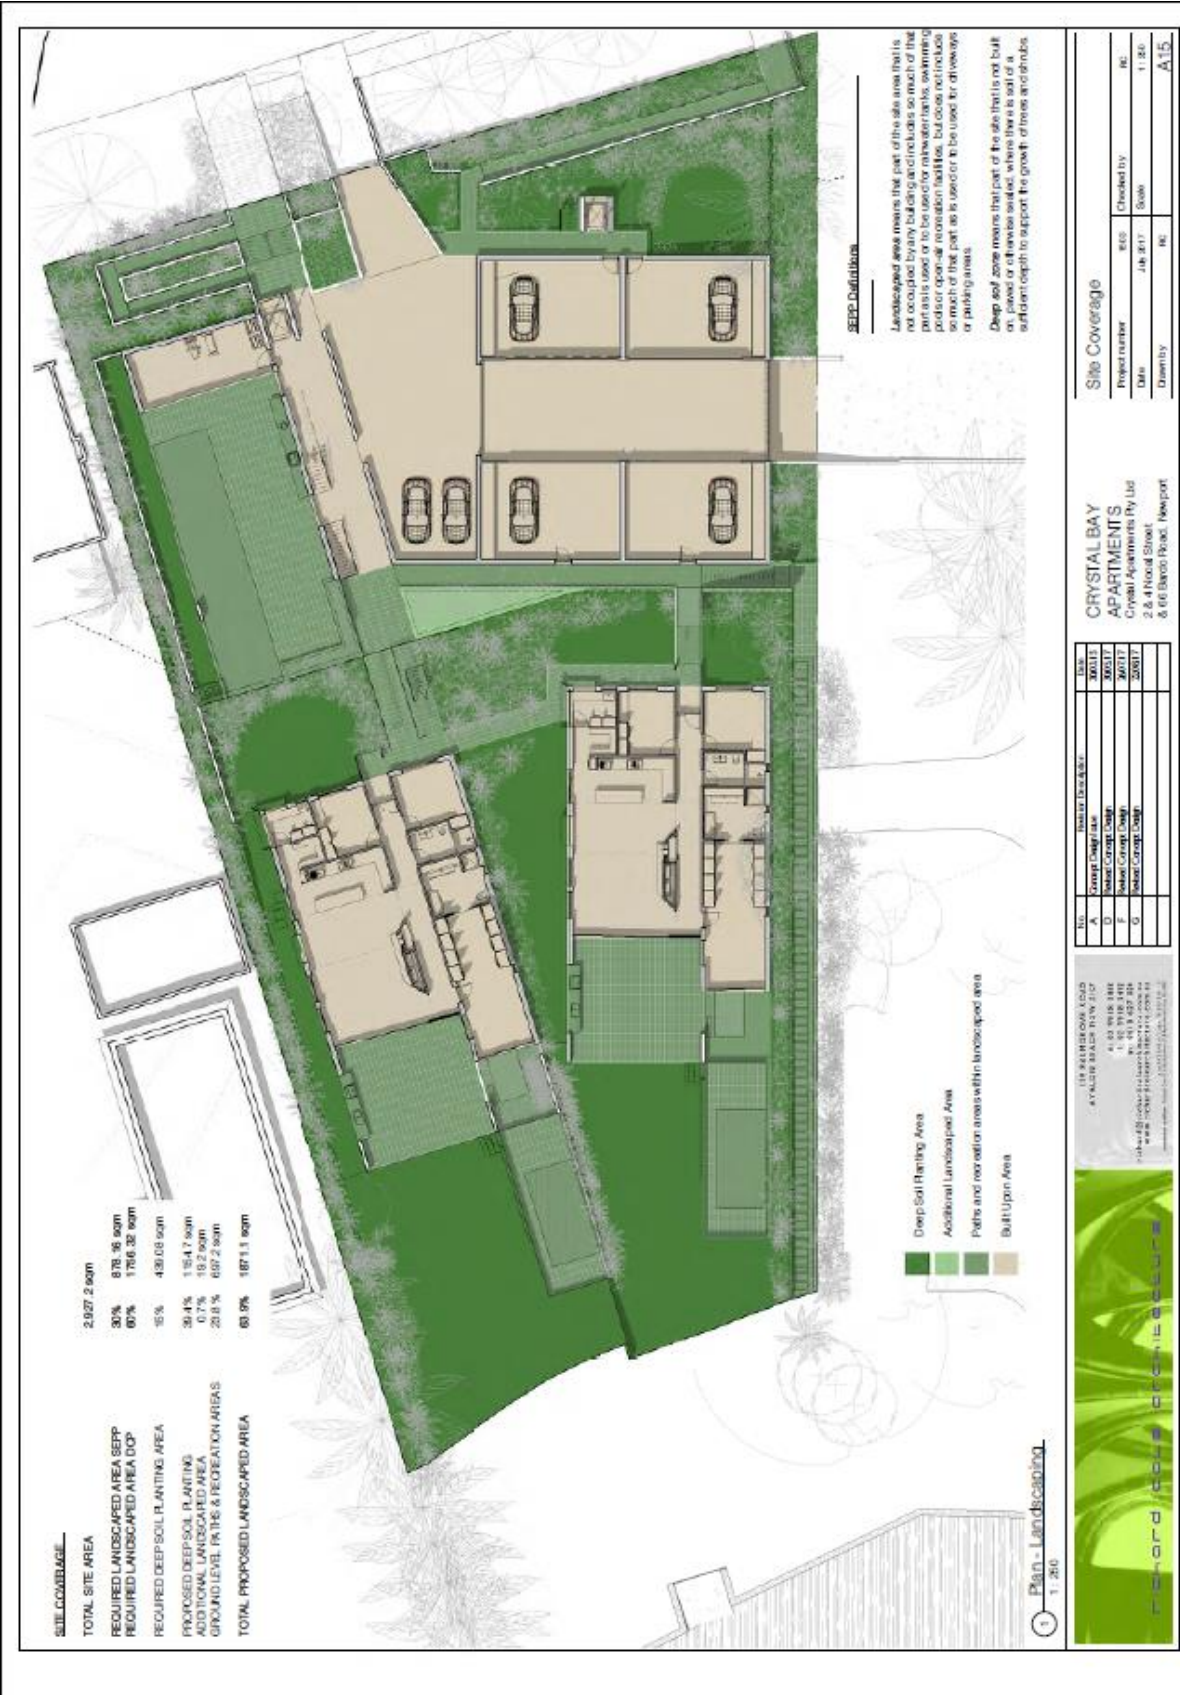 SITE COVERAGE
TOTAL SITE AREA 2,927.2 sqm
REQUIRED LANDSCAPED AREA SEPP 30% 878.16 sqm
REQUIRED LANDSCAPED AREA DCP 60% 1756.32 sqm
REQUIRED DEEP SOIL PLANTING AREA 15% 439.08 sqm
PROPOSED DEEP SOIL PLANTING 39.4% 1154.7 sqm
ADDITIONAL LANDSCAPED AREA 0.7% 19.2 sqm
GROUND LEVEL PATHS & RECREATION AREAS 23.8% 697.2 sqm
TOTAL PROPOSED LANDSCAPED AREA 63.9% 1871.1 sqm
SEPP Definitions
Landscaped area means that part of the site area that is
not occupied by any building and includes so much of that
part as is used or to be used for rainwater tanks, swimming
pools or open-air recreation facilities, but does not include
so much of that part as is used or to be used for driveways
or parking areas.
Deep soil zone means that part of the site that is not built
on, paved or otherwise sealed, where there is soil of a
sufficient depth to support the growth of trees and shrubs.
Deep Soil Planting Area
Additional Landscaped Area
Paths and recreation areas within landscaped area
Built Upon Area
1 Plan - Landscaping
1 : 250
richard cole architecture
No. Revision Description Date
A
D Revised Concept Design
F Revised Concept Design
G Revised Concept Design
CRYSTAL BAY
APARTMENTS
Crystal Apartments Pty Ltd
2 & 4 Nooal Street
& 66 Bardo Road, Newport
Site Coverage
Project number Checked by RC
Date July 2017 Scale 1 : 250
Drawn by RC A15